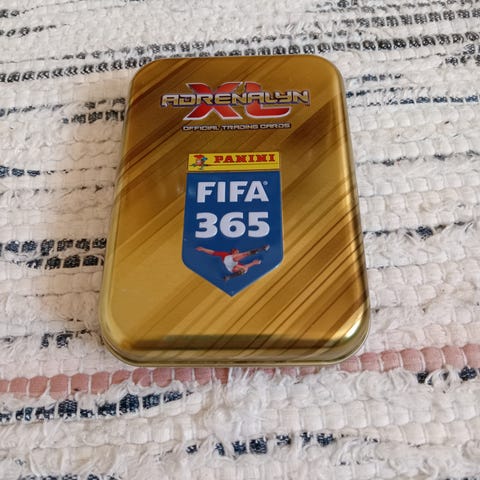 ADRENALYN
XL
OFFICIAL TRADING CARDS
PANINI
FIFA
365